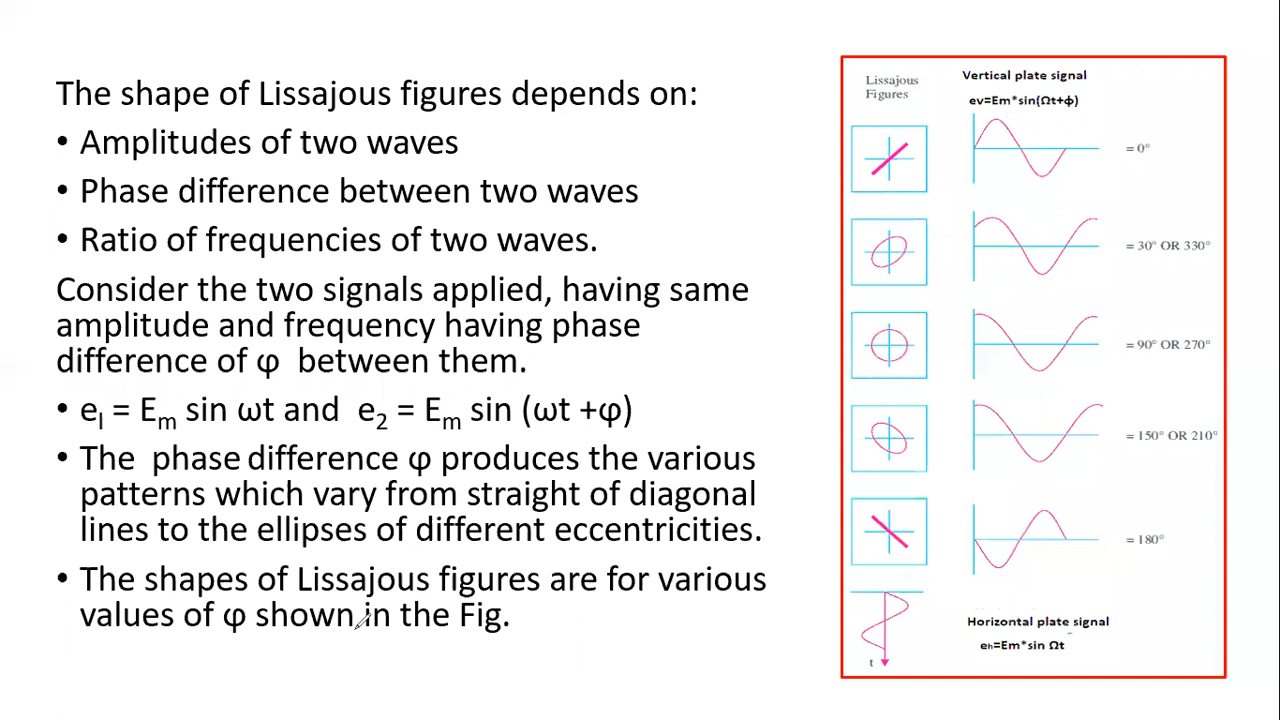 The shape of Lissajous figures depends on:
• Amplitudes of two waves
• Phase difference between two waves
• Ratio of frequencies of two waves.
Consider the two signals applied, having same
amplitude and frequency having phase
difference of φ between them.
• eₗ = Eₘ sin ωt and e₂ = Eₘ sin (ωt +φ)
• The phase difference φ produces the various
patterns which vary from straight of diagonal
lines to the ellipses of different eccentricities.
• The shapes of Lissajous figures are for various
values of φ shown in the Fig.
Lissajous
Figures
Vertical plate signal
ev=Em*sin(Ωt+ϕ)
= 0°
= 30° OR 330°
= 90° OR 270°
= 150° OR 210°
= 180°
Horizontal plate signal
eh=Em*sin Ωt
t